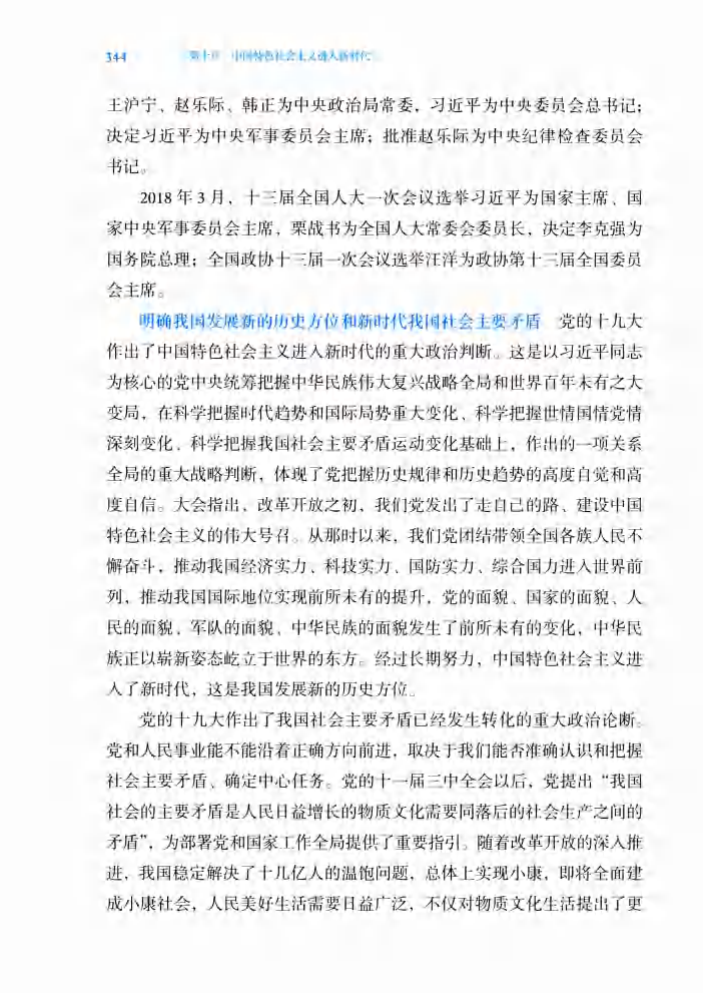 344 第十章 中国特色社会主义进入新时代
王沪宁、赵乐际、韩正为中央政治局常委，习近平为中央委员会总书记；
决定习近平为中央军事委员会主席；批准赵乐际为中央纪律检查委员会
书记。
2018 年 3 月，十三届全国人大一次会议选举习近平为国家主席、国
家中央军事委员会主席，栗战书为全国人大常委会委员长，决定李克强为
国务院总理；全国政协十三届一次会议选举汪洋为政协第十三届全国委员
会主席。
明确我国发展新的历史方位和新时代我国社会主要矛盾 党的十九大
作出了中国特色社会主义进入新时代的重大政治判断。这是以习近平同志
为核心的党中央统筹把握中华民族伟大复兴战略全局和世界百年未有之大
变局，在科学把握时代趋势和国际局势重大变化、科学把握世情国情党情
深刻变化、科学把握我国社会主要矛盾运动变化基础上，作出的一项关系
全局的重大战略判断，体现了党把握历史规律和历史趋势的高度自觉和高
度自信。大会指出，改革开放之初，我们党发出了走自己的路、建设中国
特色社会主义的伟大号召。从那时以来，我们党团结带领全国各族人民不
懈奋斗，推动我国经济实力、科技实力、国防实力、综合国力进入世界前
列，推动我国国际地位实现前所未有的提升，党的面貌、国家的面貌、人
民的面貌、军队的面貌、中华民族的面貌发生了前所未有的变化，中华民
族正以崭新姿态屹立于世界的东方。经过长期努力，中国特色社会主义进
入了新时代，这是我国发展新的历史方位。
党的十九大作出了我国社会主要矛盾已经发生转化的重大政治论断。
党和人民事业能不能沿着正确方向前进，取决于我们能否准确认识和把握
社会主要矛盾、确定中心任务。党的十一届三中全会以后，党提出“我国
社会的主要矛盾是人民日益增长的物质文化需要同落后的社会生产之间的
矛盾”，为部署党和国家工作全局提供了重要指引。随着改革开放的深入推
进，我国稳定解决了十几亿人的温饱问题，总体上实现小康，即将全面建
成小康社会，人民美好生活需要日益广泛，不仅对物质文化生活提出了更